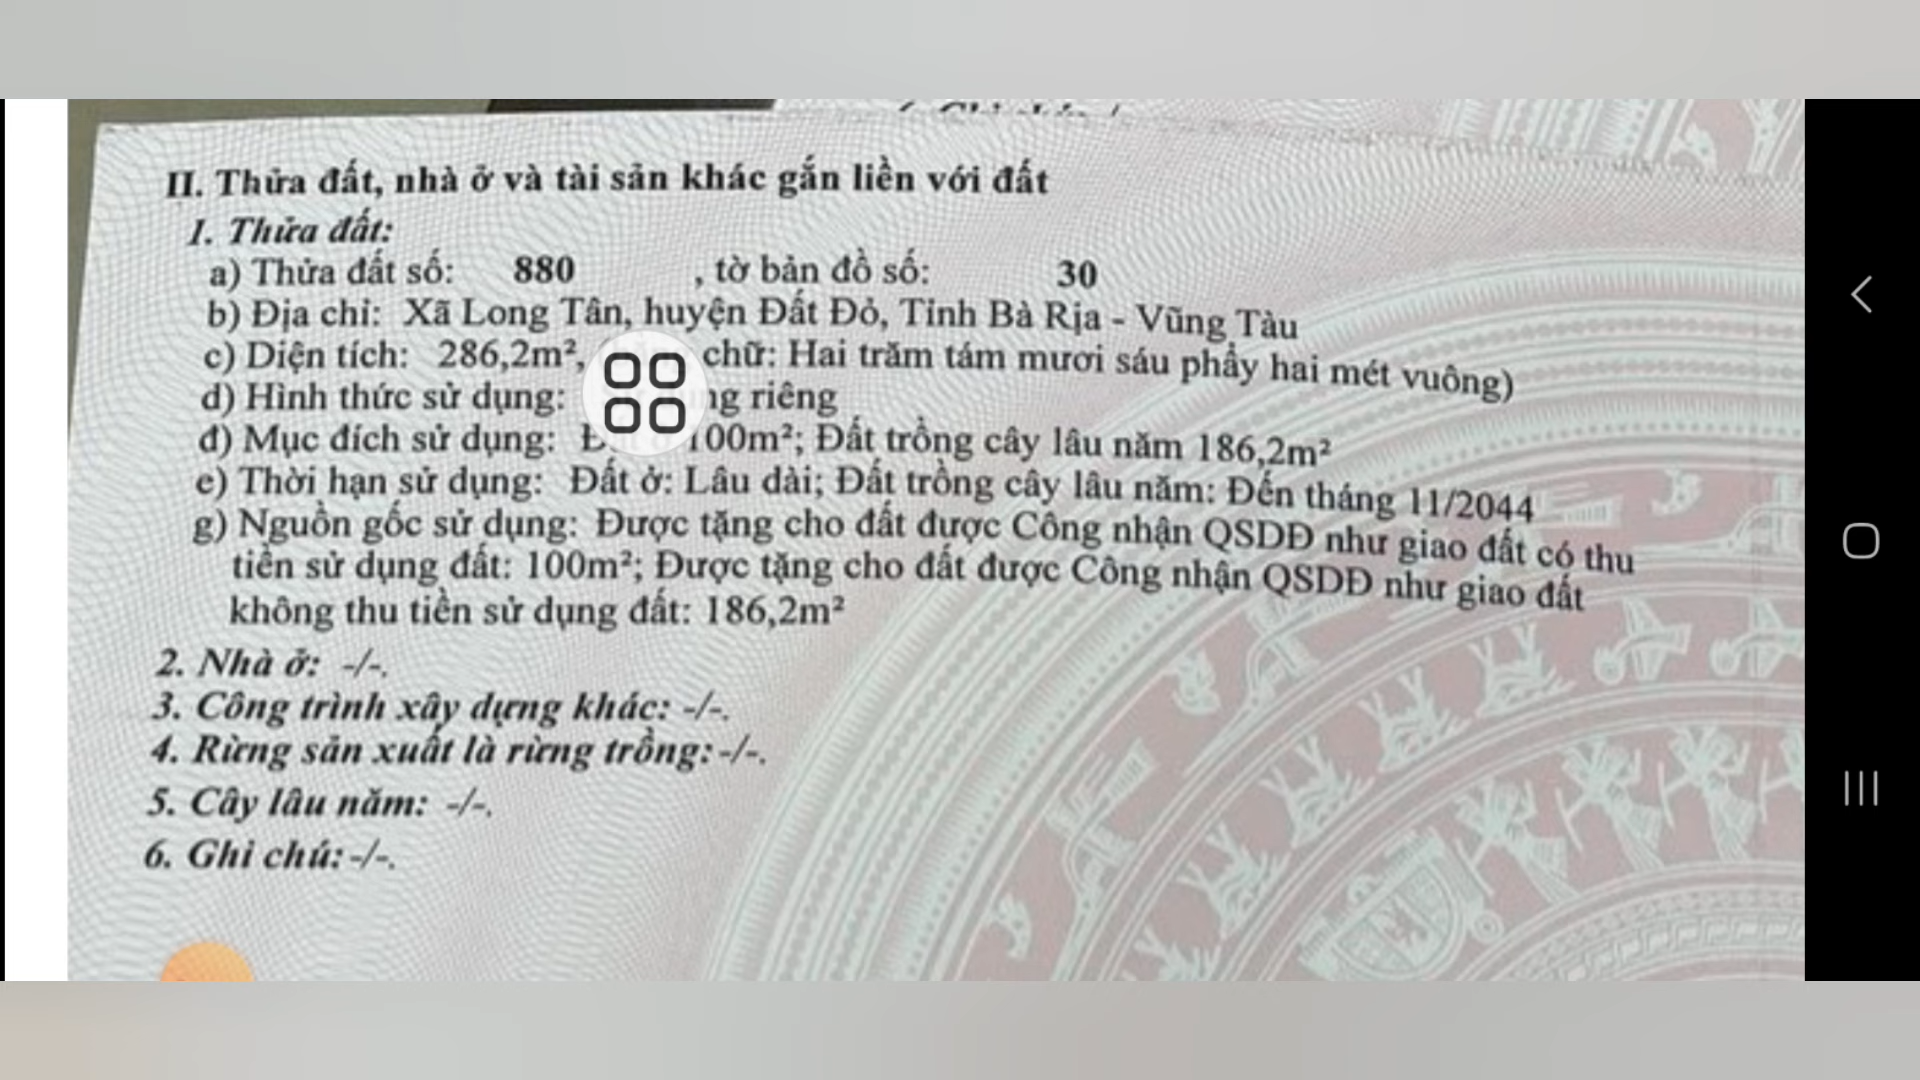 II. Thửa đất, nhà ở và tài sản khác gắn liền với đất
1. Thửa đất:
a) Thửa đất số: 880 , tờ bản đồ số: 30
b) Địa chỉ: Xã Long Tân, huyện Đất Đỏ, Tỉnh Bà Rịa - Vũng Tàu
c) Diện tích: 286,2m², chữ: Hai trăm tám mươi sáu phẩy hai mét vuông)
d) Hình thức sử dụng: riêng
đ) Mục đích sử dụng: 100m²; Đất trồng cây lâu năm 186,2m²
e) Thời hạn sử dụng: Đất ở: Lâu dài; Đất trồng cây lâu năm: Đến tháng 11/2044
g) Nguồn gốc sử dụng: Được tặng cho đất được Công nhận QSDĐ như giao đất có thu
tiền sử dụng đất: 100m²; Được tặng cho đất được Công nhận QSDĐ như giao đất
không thu tiền sử dụng đất: 186,2m²
2. Nhà ở: -/-.
3. Công trình xây dựng khác: -/-.
4. Rừng sản xuất là rừng trồng: -/-.
5. Cây lâu năm: -/-.
6. Ghi chú: -/-.